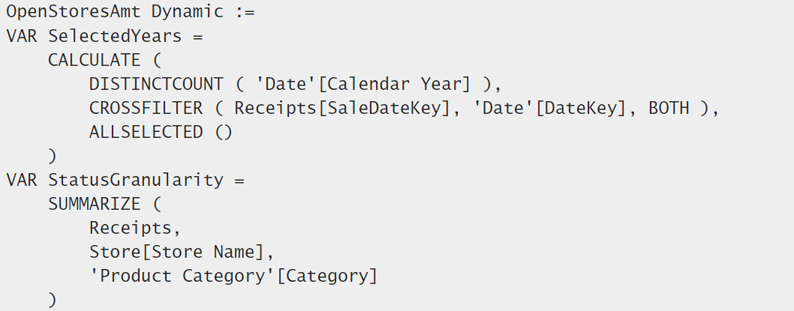 OpenStoresAmt Dynamic :=
VAR SelectedYears =
    CALCULATE (
        DISTINCTCOUNT ( 'Date'[Calendar Year] ),
        CROSSFILTER ( Receipts[SaleDateKey], 'Date'[DateKey], BOTH ),
        ALLSELECTED ()
    )
VAR StatusGranularity =
    SUMMARIZE (
        Receipts,
        Store[Store Name],
        'Product Category'[Category]
    )